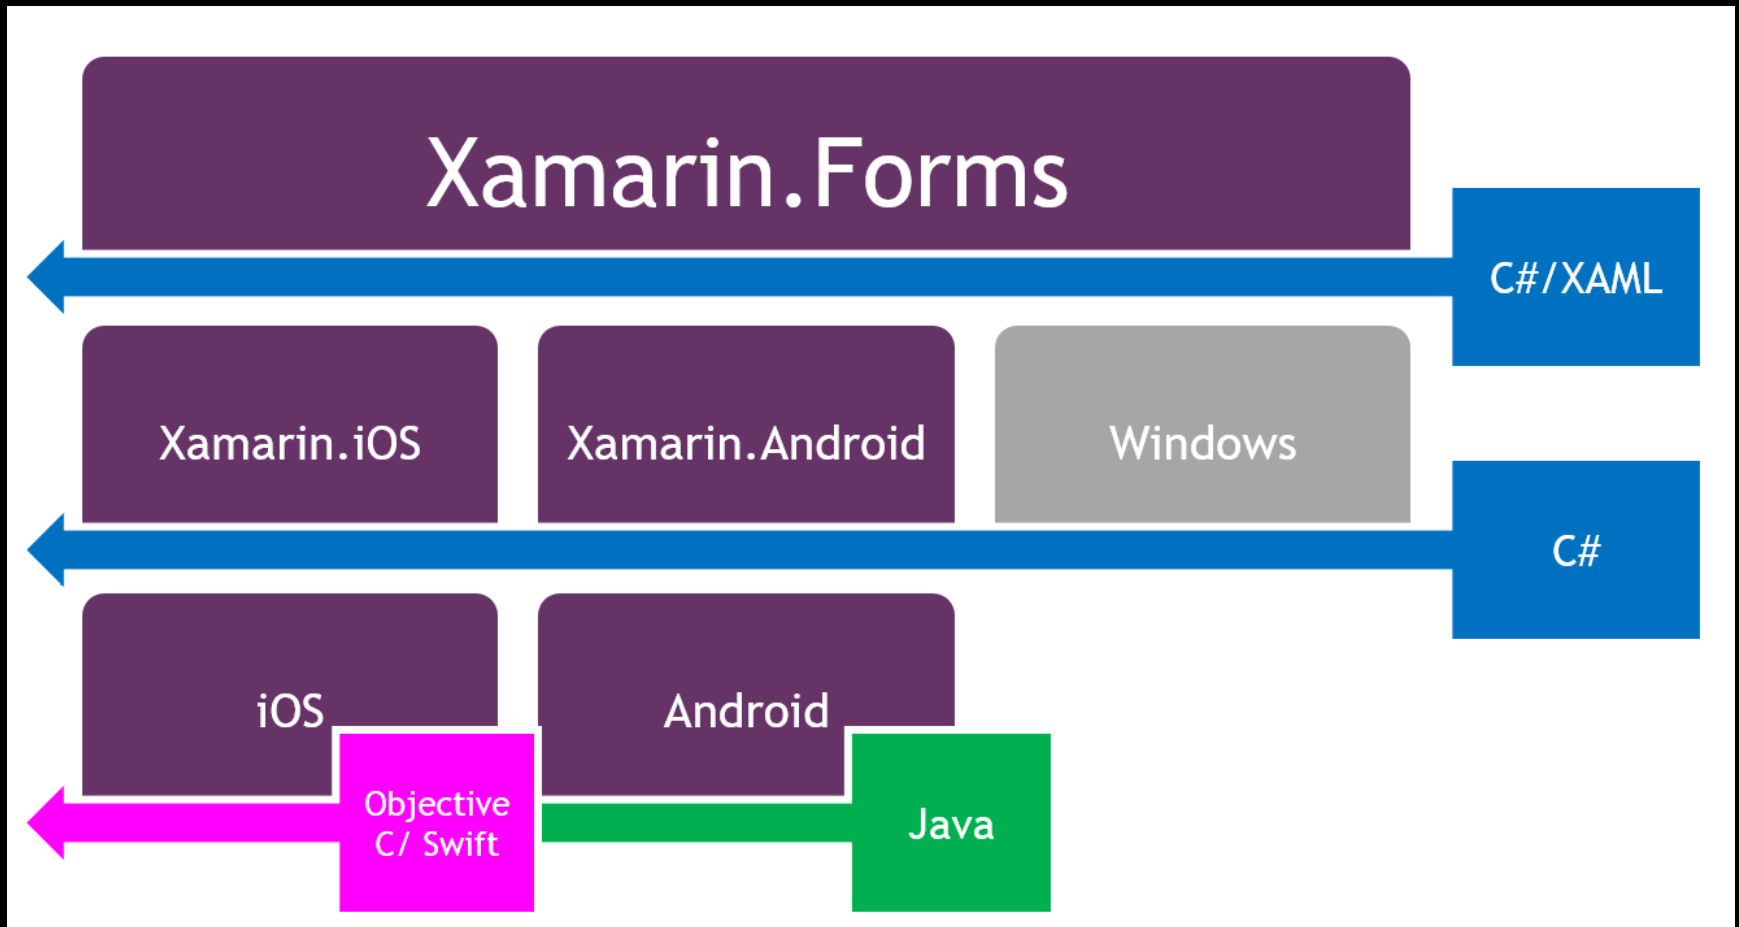 Xamarin.Forms
C#/XAML
Xamarin.iOS
Xamarin.Android
Windows
C#
iOS
Android
Objective
C/ Swift
Java